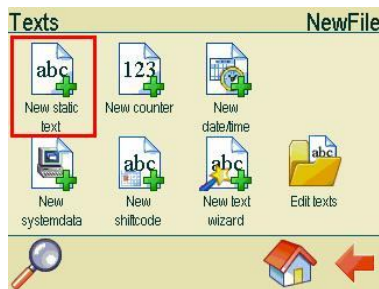 Texts NewFile
abc 123
New static text New counter New date/time
abc abc abc
New systemdata New shiftcode New text wizard Edit texts